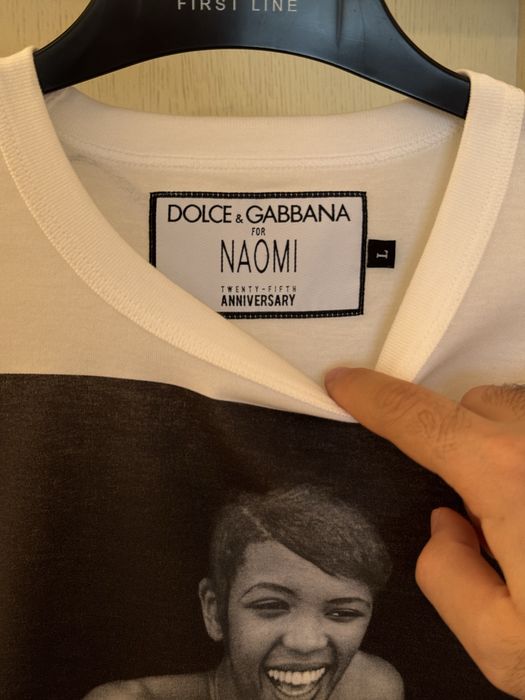 FIRST LINE
DOLCE & GABBANA
FOR
NAOMI
TWENTY-FIFTH
ANNIVERSARY
L